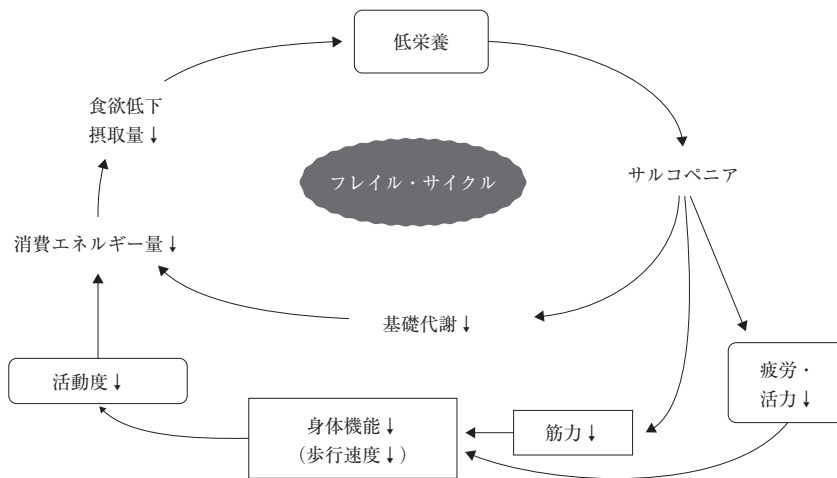 低栄養
食欲低下
摂取量↓
フレイル・サイクル
サルコペニア
消費エネルギー量↓
基礎代謝↓
疲労・
活力↓
活動度↓
身体機能↓
（歩行速度↓）
筋力↓